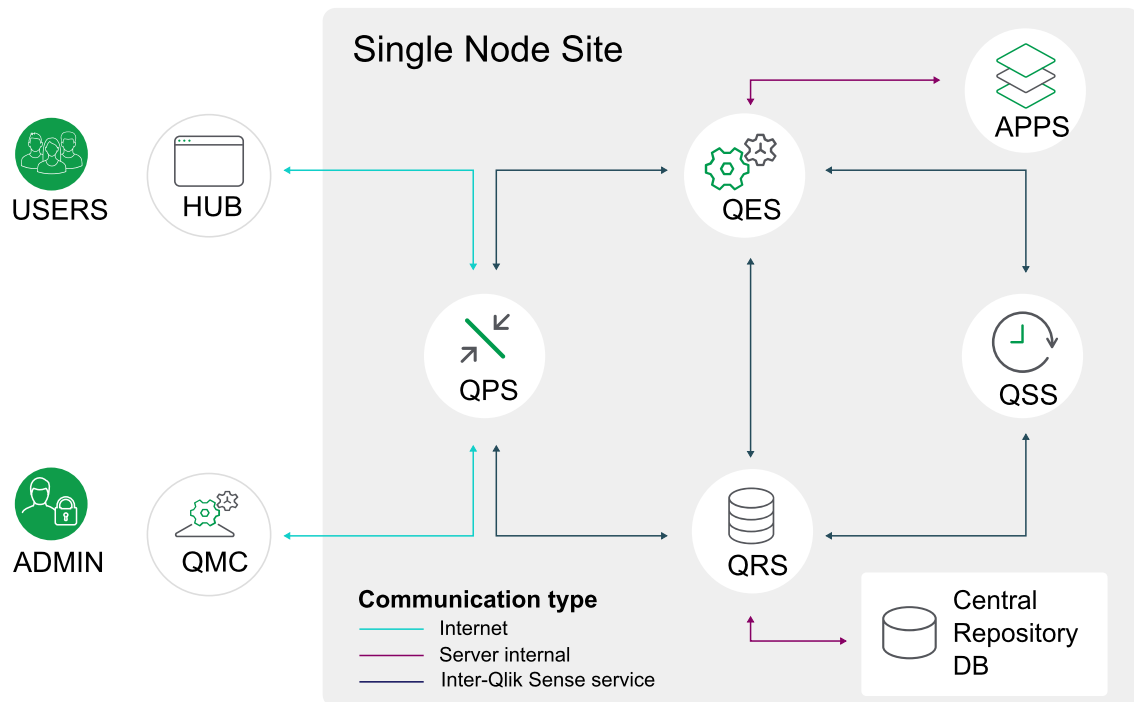 Single Node Site
APPS
USERS
HUB
QES
QPS
QSS
ADMIN
QMC
QRS
Communication type
Internet
Server internal
Inter-Qlik Sense service
Central
Repository
DB